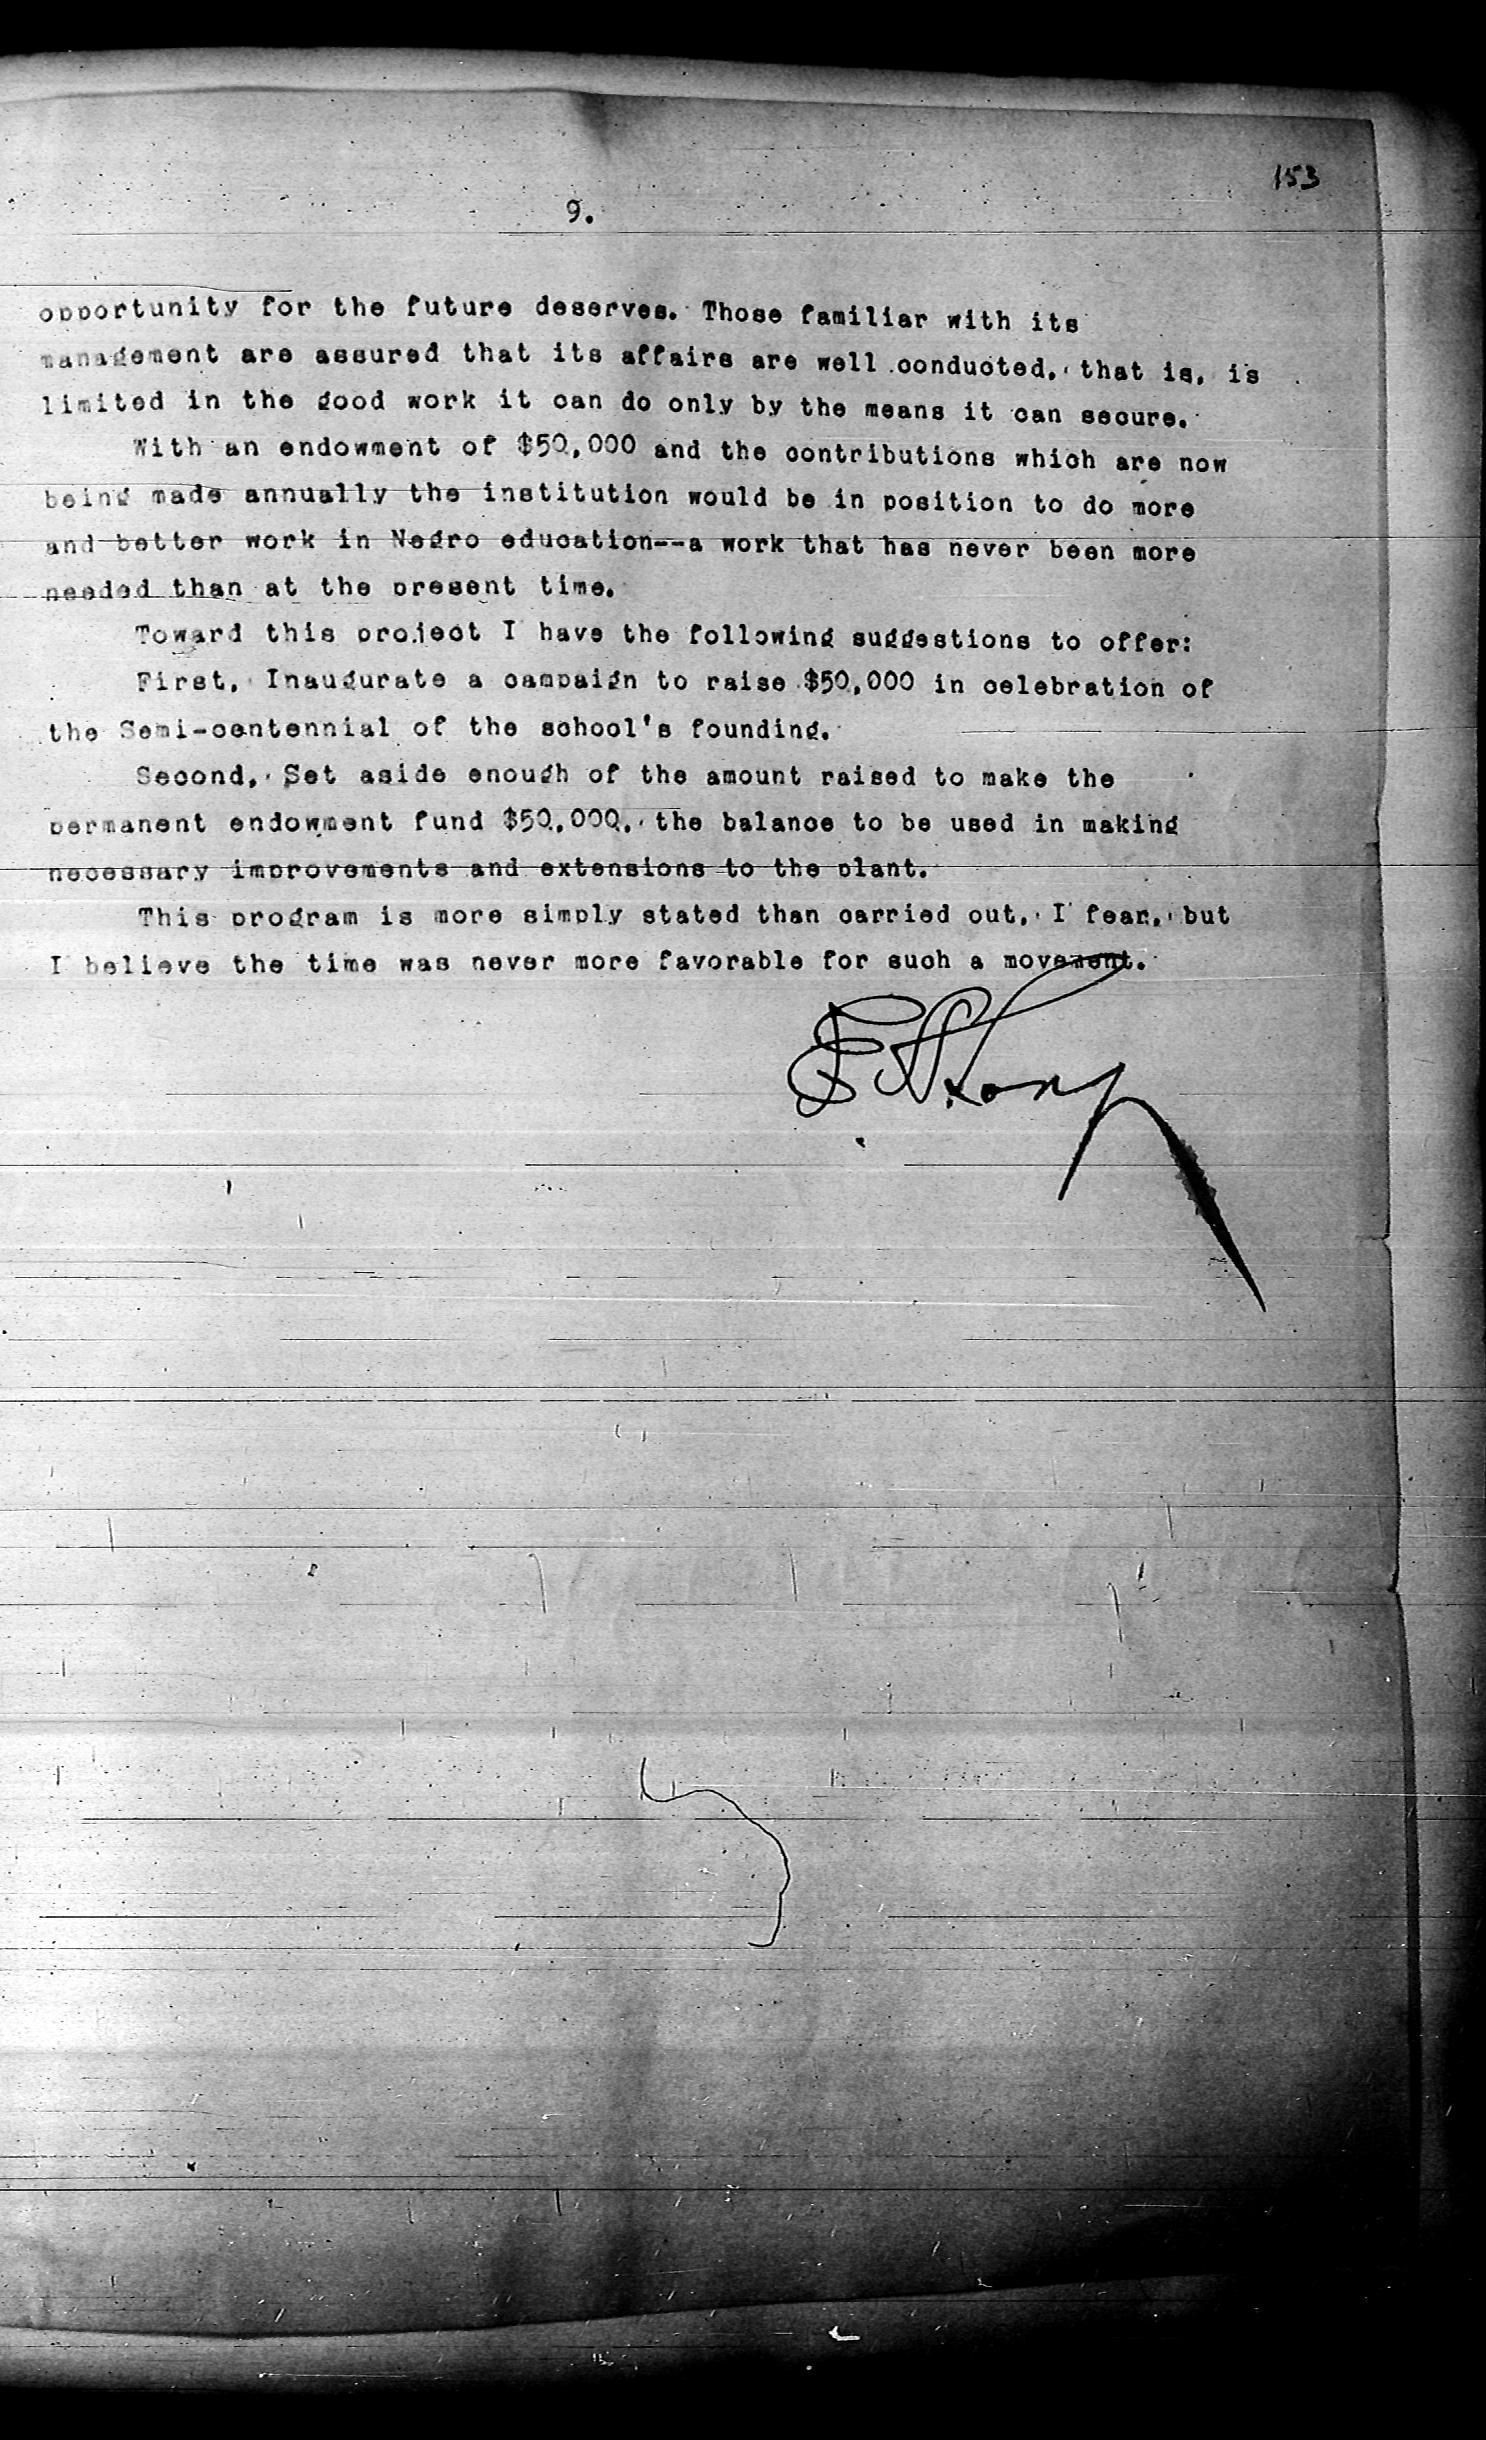 153
9.
opportunity for the future deserves. Those familiar with its
management are assured that its affairs are well conducted, that is, is
limited in the good work it can do only by the means it can secure.
With an endowment of $50,000 and the contributions which are now
being made annually the institution would be in position to do more
and better work in Negro education--a work that has never been more
needed than at the present time.
Toward this project I have the following suggestions to offer:
First, Inaugurate a campaign to raise $50,000 in celebration of
the Semi-centennial of the school's founding.
Second, Set aside enough of the amount raised to make the
permanent endowment fund $50,000, the balance to be used in making
necessary improvements and extensions to the plant.
This program is more simply stated than carried out, I fear, but
I believe the time was never more favorable for such a movement.
E A Long